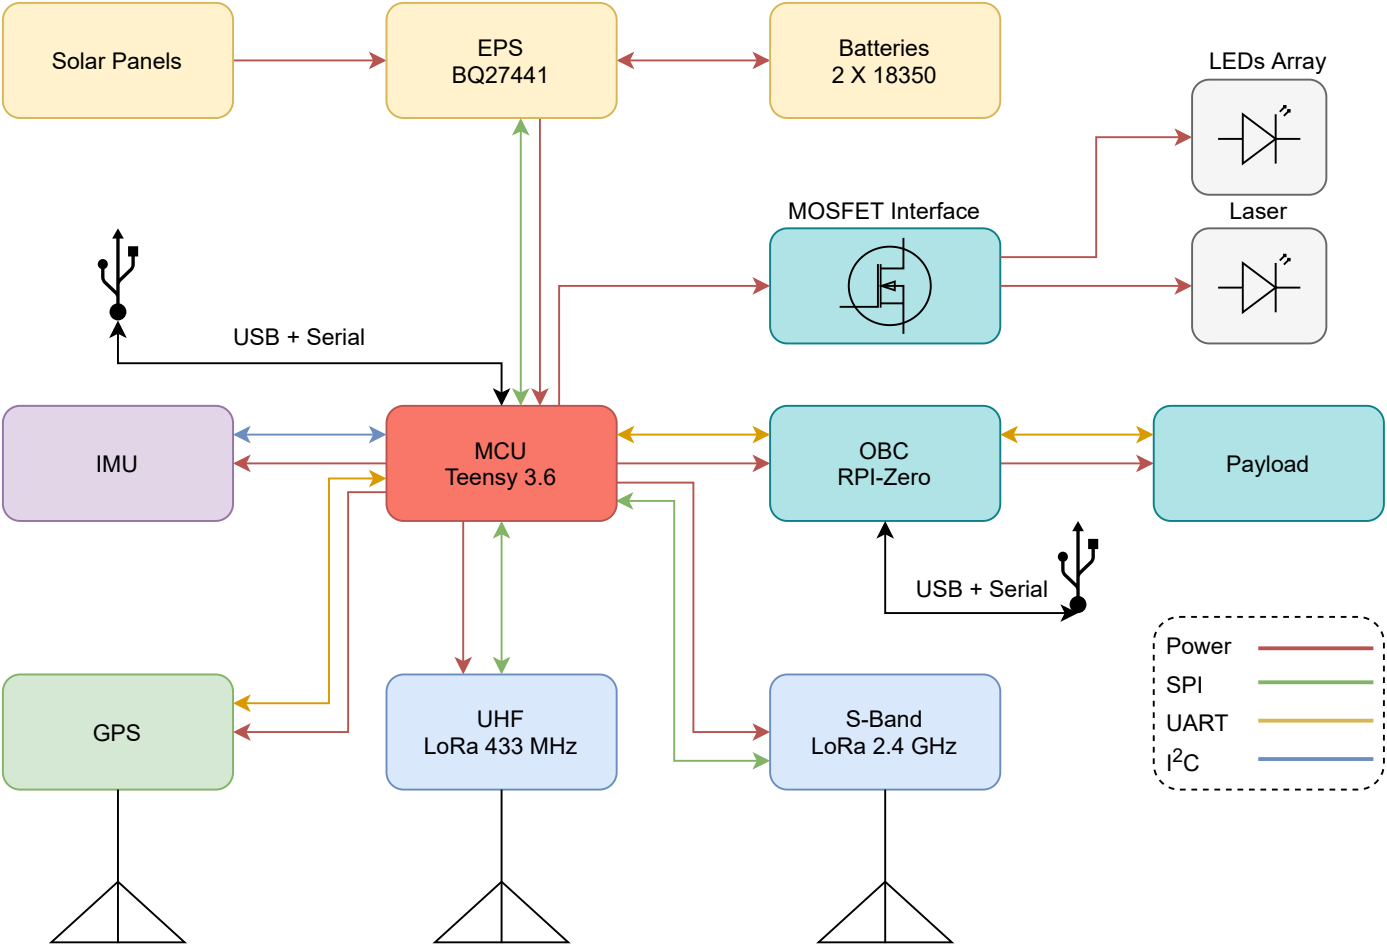 Solar Panels
EPS
BQ27441
Batteries
2 X 18350
LEDs Array
MOSFET Interface
Laser
USB + Serial
IMU
MCU
Teensy 3.6
OBC
RPI-Zero
Payload
USB + Serial
GPS
UHF
LoRa 433 MHz
S-Band
LoRa 2.4 GHz
Power
SPI
UART
I²C